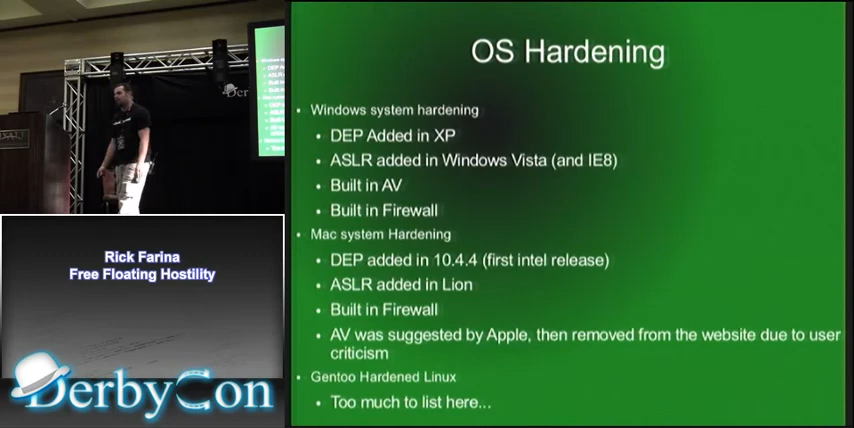 OS Hardening
Windows system hardening
DEP Added in XP
ASLR added in Windows Vista (and IE8)
Built in AV
Built in Firewall
Mac system Hardening
DEP added in 10.4.4 (first intel release)
ASLR added in Lion
Built in Firewall
AV was suggested by Apple, then removed from the website due to user
criticism
Gentoo Hardened Linux
Too much to list here...
Rick Farina
Free Floating Hostility
DerbyCon